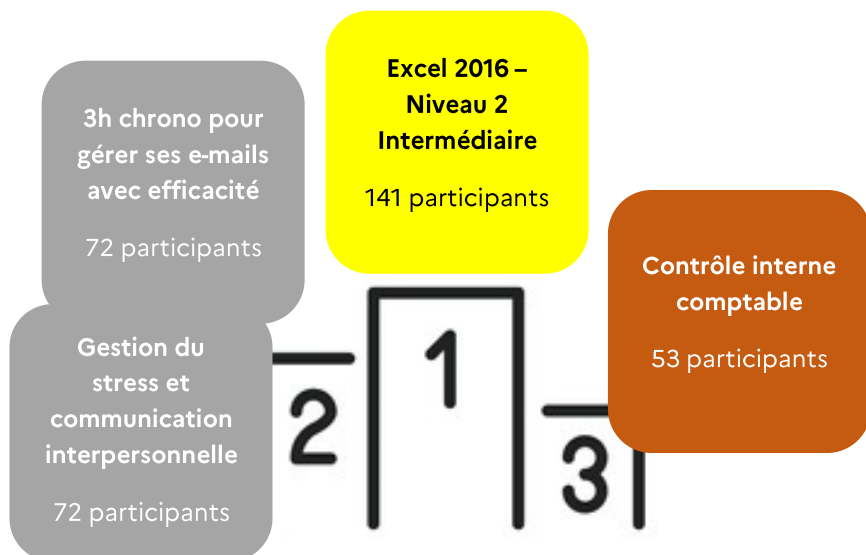 Excel 2016 –
Niveau 2
Intermédiaire
141 participants
3h chrono pour
gérer ses e-mails
avec efficacité
72 participants
Gestion du
stress et
communication
interpersonnelle
72 participants
Contrôle interne
comptable
53 participants
1
2
3